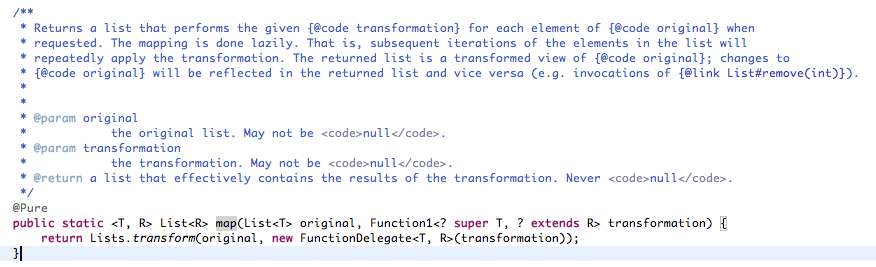 /**
 * Returns a list that performs the given {@code transformation} for each element of {@code original} when
 * requested. The mapping is done lazily. That is, subsequent iterations of the elements in the list will
 * repeatedly apply the transformation. The returned list is a transformed view of {@code original}; changes to
 * {@code original} will be reflected in the returned list and vice versa (e.g. invocations of {@link List#remove(int)}).
 *
 *
 * @param original
 *            the original list. May not be <code>null</code>.
 * @param transformation
 *            the transformation. May not be <code>null</code>.
 * @return a list that effectively contains the results of the transformation. Never <code>null</code>.
 */
@Pure
public static <T, R> List<R> map(List<T> original, Function1<? super T, ? extends R> transformation) {
    return Lists.transform(original, new FunctionDelegate<T, R>(transformation));
}